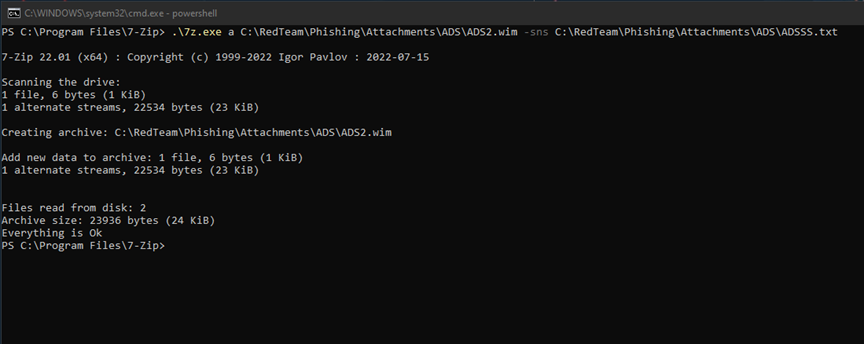 C:\WINDOWS\system32\cmd.exe - powershell
PS C:\Program Files\7-Zip> .\7z.exe a C:\RedTeam\Phishing\Attachments\ADS\ADS2.wim -sns C:\RedTeam\Phishing\Attachments\ADS\ADSSS.txt
7-Zip 22.01 (x64) : Copyright (c) 1999-2022 Igor Pavlov : 2022-07-15
Scanning the drive:
1 file, 6 bytes (1 KiB)
1 alternate streams, 22534 bytes (23 KiB)
Creating archive: C:\RedTeam\Phishing\Attachments\ADS\ADS2.wim
Add new data to archive: 1 file, 6 bytes (1 KiB)
1 alternate streams, 22534 bytes (23 KiB)
Files read from disk: 2
Archive size: 23936 bytes (24 KiB)
Everything is Ok
PS C:\Program Files\7-Zip>